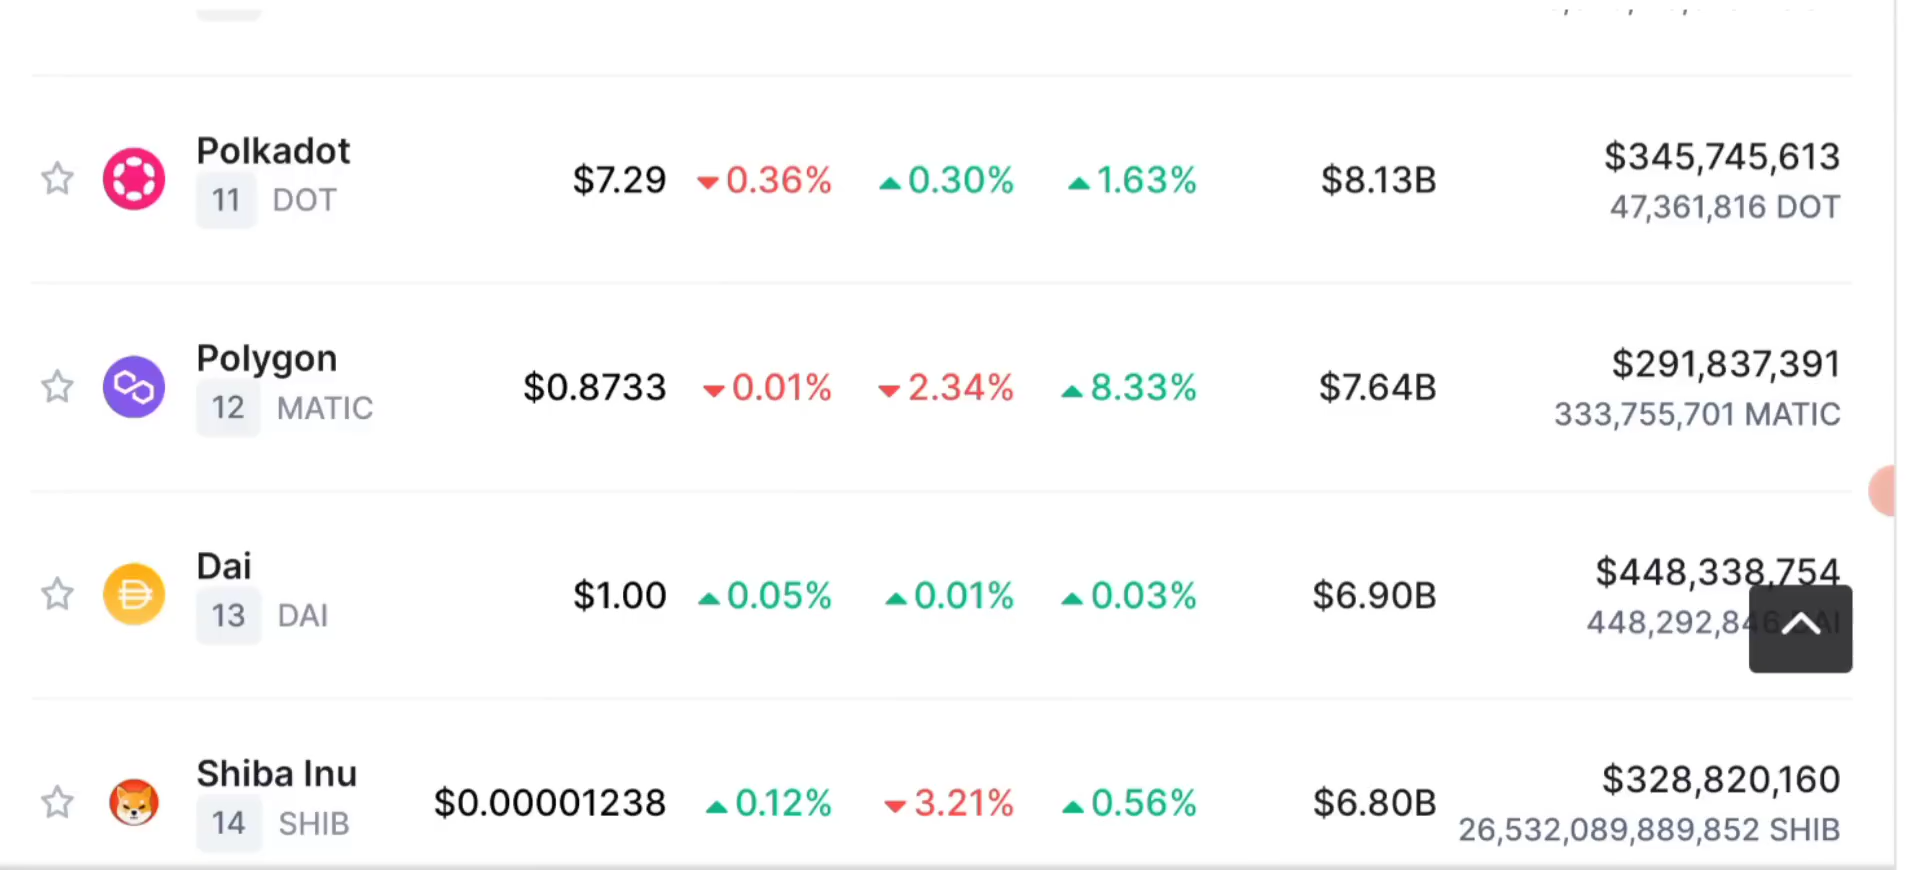 Polkadot
11 DOT
$7.29 0.36% 0.30% 1.63% $8.13B $345,745,613
47,361,816 DOT
Polygon
12 MATIC
$0.8733 0.01% 2.34% 8.33% $7.64B $291,837,391
333,755,701 MATIC
Dai
13 DAI
$1.00 0.05% 0.01% 0.03% $6.90B $448,338,754
448,292,846 DAI
Shiba Inu
14 SHIB
$0.00001238 0.12% 3.21% 0.56% $6.80B $328,820,160
26,532,089,889,852 SHIB